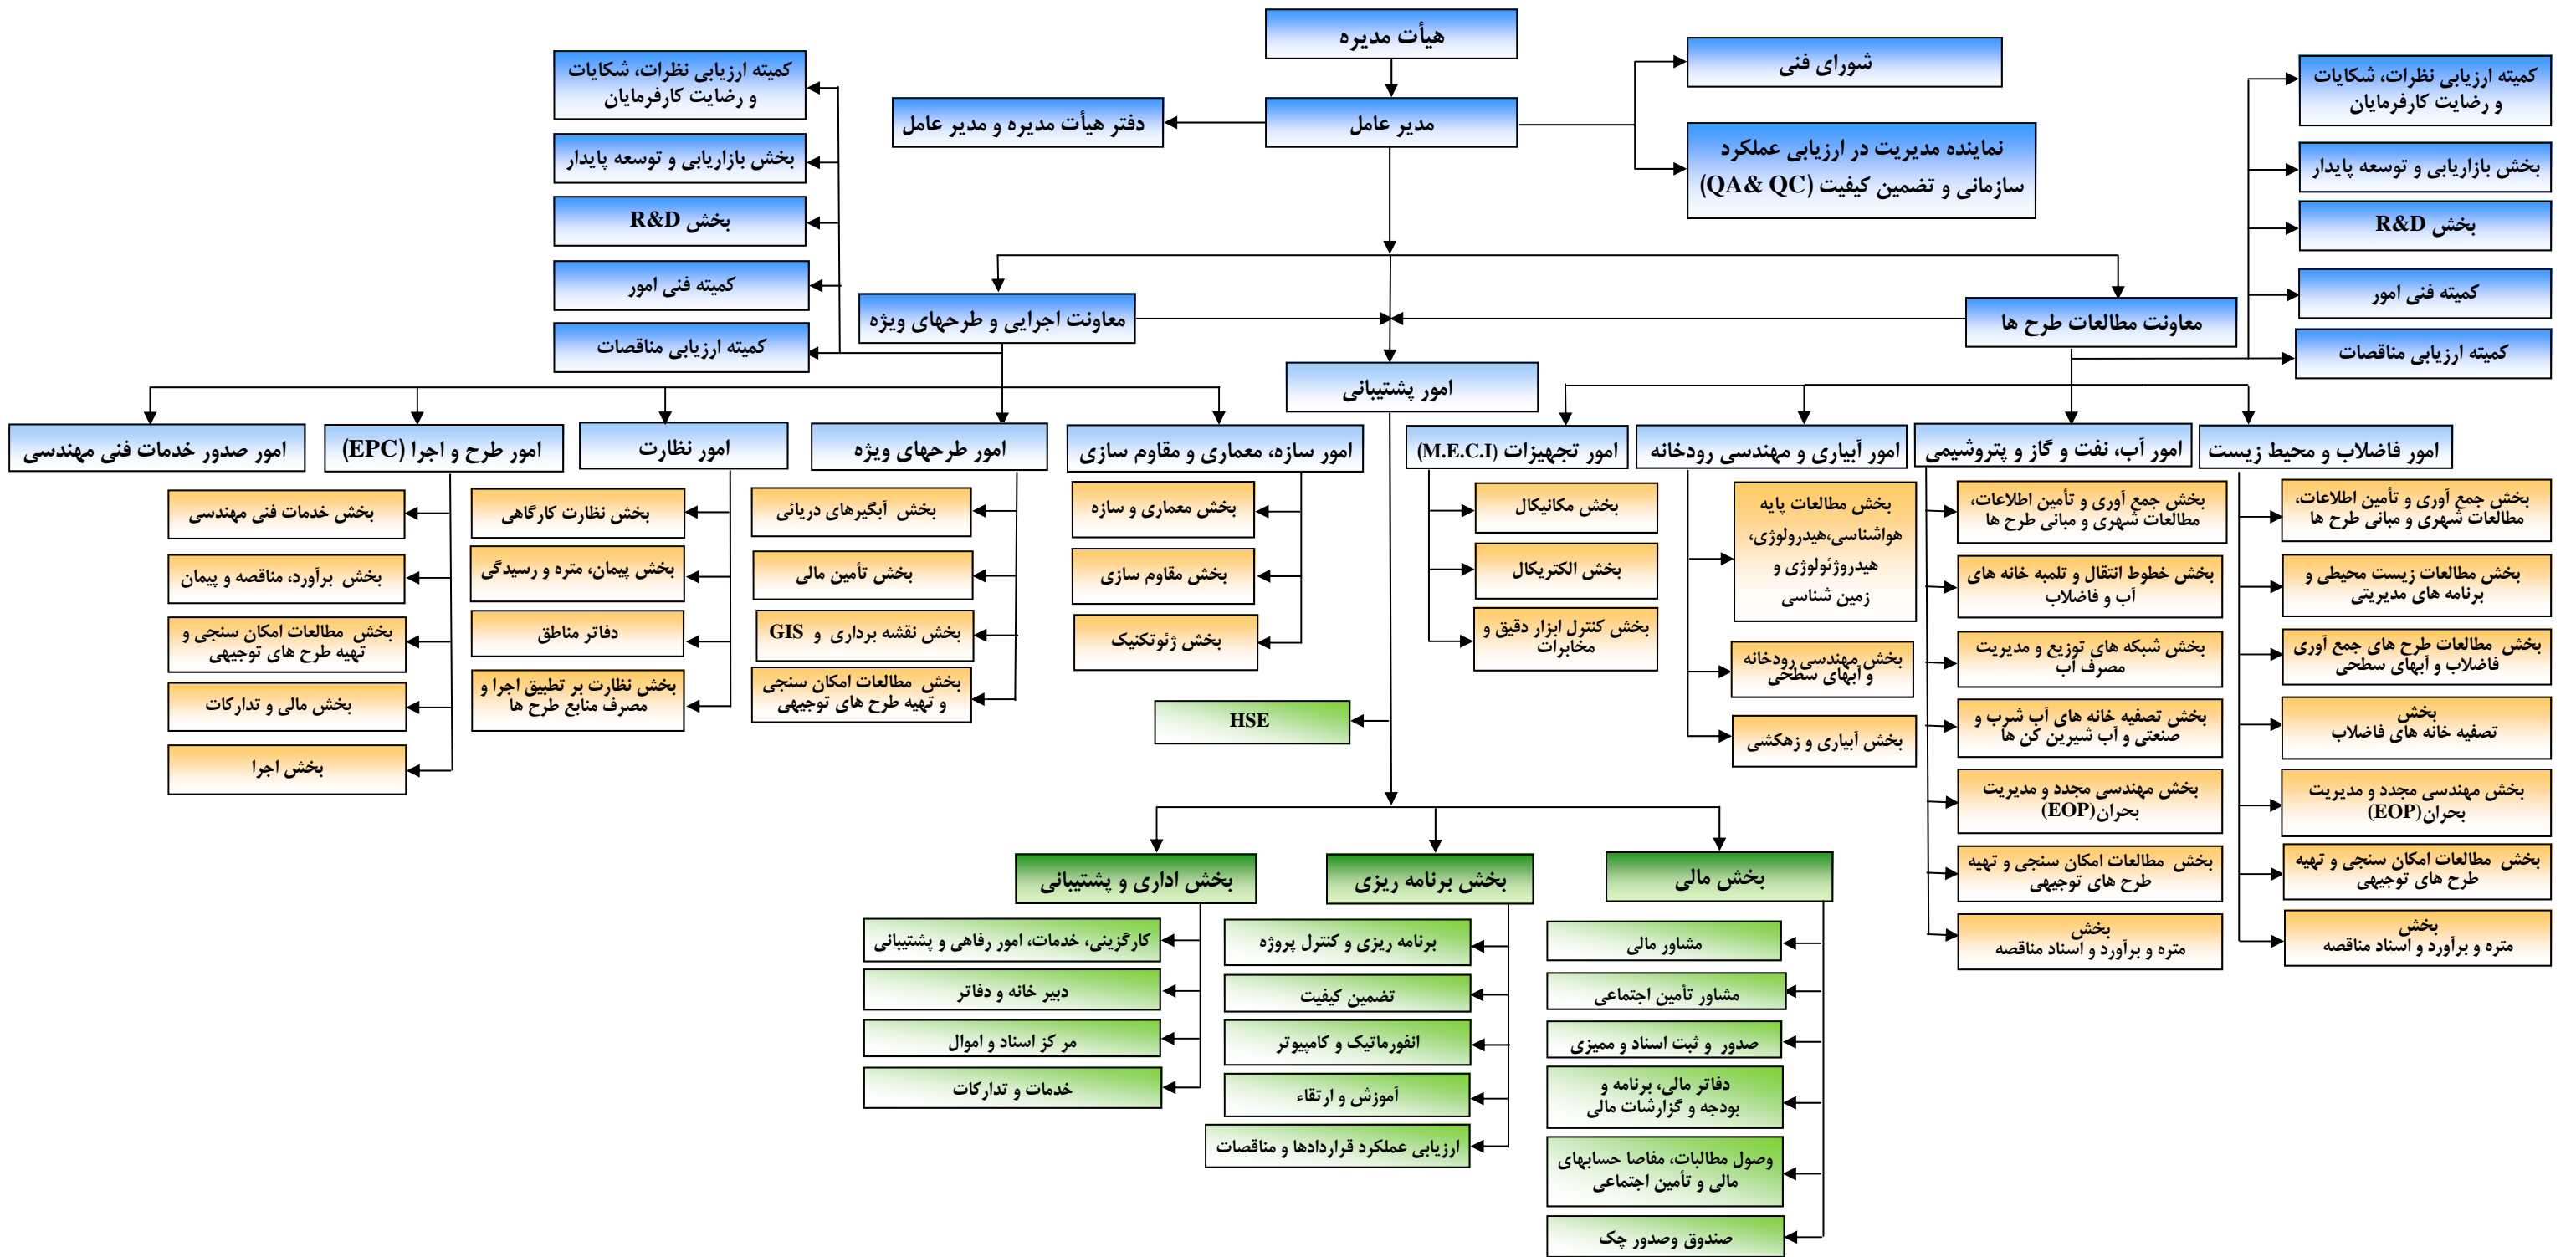 هیأت مدیره
شورای فنی
مدیر عامل
دفتر هیأت مدیره و مدیر عامل
نماینده مدیریت در ارزیابی عملکرد
سازمانی و تضمین کیفیت (QA& QC)
کمیته ارزیابی نظرات، شکایات
و رضایت کارفرمایان
بخش بازاریابی و توسعه پایدار
بخش R&D
کمیته فنی امور
کمیته ارزیابی مناقصات
کمیته ارزیابی نظرات، شکایات
و رضایت کارفرمایان
بخش بازاریابی و توسعه پایدار
بخش R&D
کمیته فنی امور
کمیته ارزیابی مناقصات
معاونت مطالعات طرح ها
معاونت اجرایی و طرحهای ویژه
امور پشتیبانی
امور فاضلاب و محیط زیست
امور آب، نفت و گاز و پتروشیمی
امور آبیاری و مهندسی رودخانه
امور تجهیزات (M.E.C.I)
امور سازه، معماری و مقاوم سازی
امور طرحهای ویژه
امور نظارت
امور طرح و اجرا (EPC)
امور صدور خدمات فنی مهندسی
بخش جمع آوری و تأمین اطلاعات،
مطالعات شهری و مبانی طرح ها
بخش مطالعات زیست محیطی و
برنامه های مدیریتی
بخش مطالعات طرح های جمع آوری
فاضلاب و آبهای سطحی
بخش
تصفیه خانه های فاضلاب
بخش مهندسی مجدد و مدیریت
بحران(EOP)
بخش مطالعات امکان سنجی و تهیه
طرح های توجیهی
بخش
متره و برآورد و اسناد مناقصه
بخش جمع آوری و تأمین اطلاعات،
مطالعات شهری و مبانی طرح ها
بخش خطوط انتقال و تلمبه خانه های
آب و فاضلاب
بخش شبکه های توزیع و مدیریت
مصرف آب
بخش تصفیه خانه های آب شرب و
صنعتی و آب شیرین کن ها
بخش مهندسی مجدد و مدیریت
بحران(EOP)
بخش مطالعات امکان سنجی و تهیه
طرح های توجیهی
بخش
متره و برآورد و اسناد مناقصه
بخش مطالعات پایه
هواشناسی،هیدرولوژی،
هیدروژئولوژی و
زمین شناسی
بخش مهندسی رودخانه
و آبهای سطحی
بخش آبیاری و زهکشی
بخش مکانیکال
بخش الکتریکال
بخش کنترل ابزار دقیق و
مخابرات
بخش معماری و سازه
بخش مقاوم سازی
بخش ژئوتکنیک
بخش آبگیرهای دریائی
بخش تأمین مالی
بخش نقشه برداری و GIS
بخش مطالعات امکان سنجی
و تهیه طرح های توجیهی
بخش نظارت کارگاهی
بخش پیمان، متره و رسیدگی
دفاتر مناطق
بخش نظارت بر تطبیق اجرا و
مصرف منابع طرح ها
بخش خدمات فنی مهندسی
بخش برآورد، مناقصه و پیمان
بخش مطالعات امکان سنجی و
تهیه طرح های توجیهی
بخش مالی و تدارکات
بخش اجرا
HSE
بخش مالی
بخش برنامه ریزی
بخش اداری و پشتیبانی
مشاور مالی
مشاور تأمین اجتماعی
صدور و ثبت اسناد و ممیزی
دفاتر مالی، برنامه و
بودجه و گزارشات مالی
وصول مطالبات، مفاصا حسابهای
مالی و تأمین اجتماعی
صندوق وصدور چک
برنامه ریزی و کنترل پروژه
تضمین کیفیت
انفورماتیک و کامپیوتر
آموزش و ارتقاء
ارزیابی عملکرد قراردادها و مناقصات
کارگزینی، خدمات، امور رفاهی و پشتیبانی
دبیر خانه و دفاتر
مر کز اسناد و اموال
خدمات و تدارکات